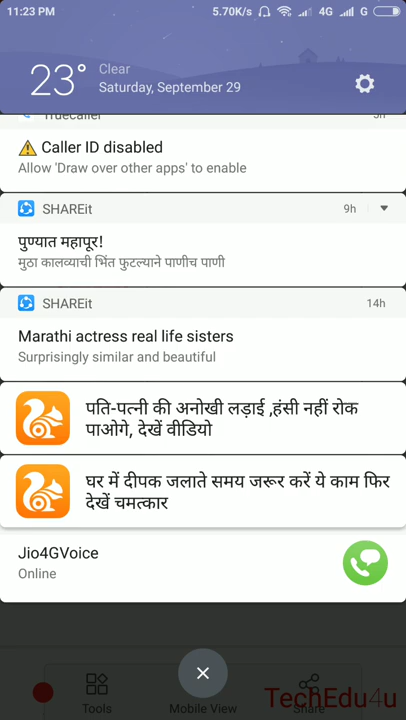 11:23 PM
5.70K/s 4G G
23°
Clear
Saturday, September 29
Truecaller
Caller ID disabled
Allow 'Draw over other apps' to enable
SHAREit 9h
पुण्यात महापूर!
मुठा कालव्याची भिंत फुटल्याने पाणीच पाणी
SHAREit 14h
Marathi actress real life sisters
Surprisingly similar and beautiful
पति-पत्नी की अनोखी लड़ाई ,हंसी नहीं रोक
पाओगे, देखें वीडियो
घर में दीपक जलाते समय जरूर करें ये काम फिर
देखें चमत्कार
Jio4GVoice
Online
Tools
Mobile View
Share
TechEdu4u